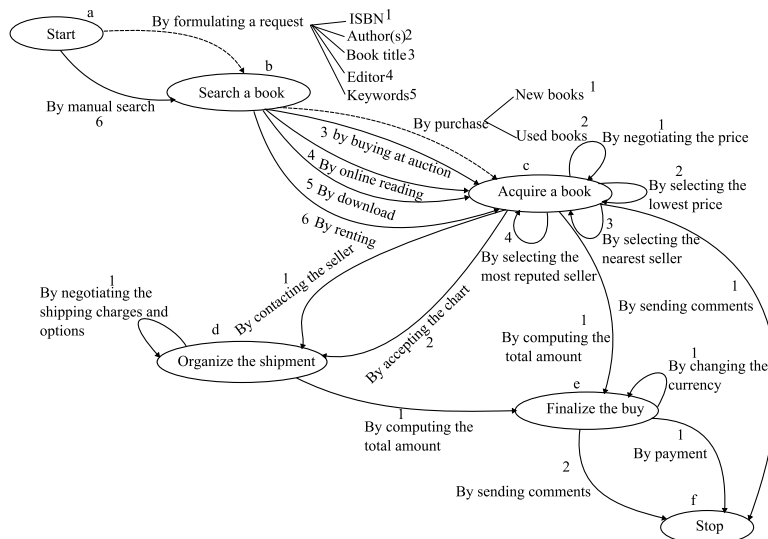 a
Start
By formulating a request
ISBN 1
Author(s) 2
Book title 3
Editor 4
Keywords 5
b
Search a book
By manual search
6
By purchase
New books 1
Used books 2
3 by buying at auction
4 By online reading
5 By download
6 By renting
c
Acquire a book
1
By negotiating the price
2
By selecting the
lowest price
3
By selecting the
nearest seller
4
By selecting the
most reputed seller
1
By contacting the seller
By accepting the chart
2
1
By sending comments
1
By negotiating the
shipping charges and
options
d
Organize the shipment
1
By computing the
total amount
1
By computing the
total amount
e
Finalize the buy
1
By changing the
currency
1
By payment
2
By sending comments
f
Stop